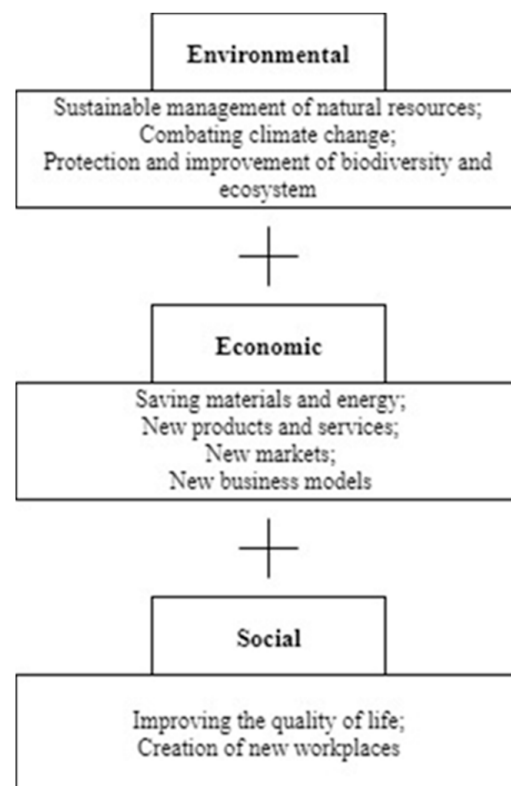 Environmental
Sustainable management of natural resources;
Combating climate change;
Protection and improvement of biodiversity and
ecosystem
Economic
Saving materials and energy;
New products and services;
New markets;
New business models
Social
Improving the quality of life;
Creation of new workplaces